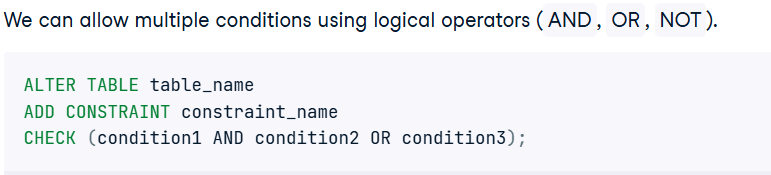 We can allow multiple conditions using logical operators (AND, OR, NOT).
ALTER TABLE table_name
ADD CONSTRAINT constraint_name
CHECK (condition1 AND condition2 OR condition3);